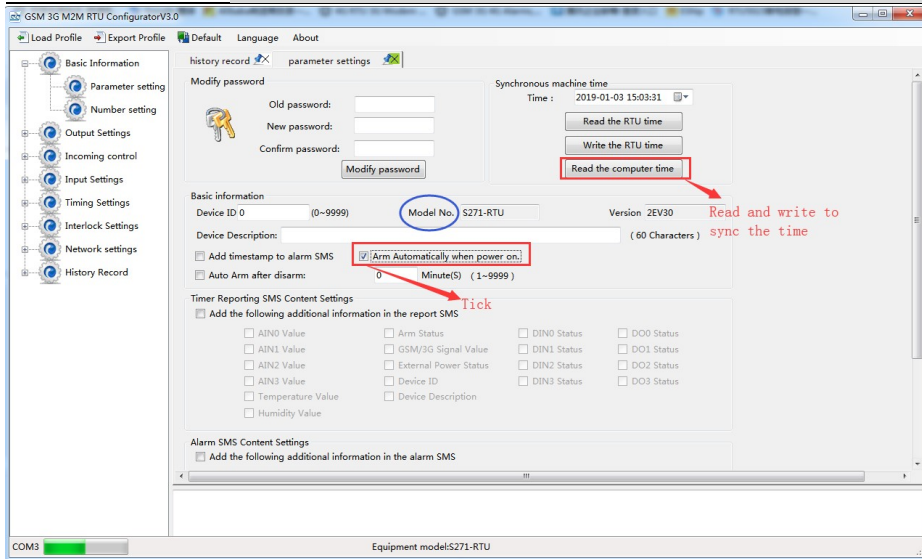 GSM 3G M2M RTU ConfiguratorV3.0
Load Profile Export Profile Default Language About
Basic Information
Parameter setting
Number setting
Output Settings
Incoming control
Input Settings
Timing Settings
Interlock Settings
Network settings
History Record
history record parameter settings
Modify password
Old password:
New password:
Confirm password:
Modify password
Synchronous machine time
Time : 2019-01-03 15:03:31
Read the RTU time
Write the RTU time
Read the computer time
Read and write to
sync the time
Basic information
Device ID 0 (0~9999) Model No. S271-RTU Version 2EV30
Device Description: ( 60 Characters )
Add timestamp to alarm SMS Arm Automatically when power on.
Auto Arm after disarm: 0 Minute(S) ( 1~9999 )
Tick
Timer Reporting SMS Content Settings
Add the following additional information in the report SMS
AIN0 Value Arm Status DIN0 Status DO0 Status
AIN1 Value GSM/3G Signal Value DIN1 Status DO1 Status
AIN2 Value External Power Status DIN2 Status DO2 Status
AIN3 Value Device ID DIN3 Status DO3 Status
Temperature Value Device Description
Humidity Value
Alarm SMS Content Settings
Add the following additional information in the alarm SMS
COM3 Equipment model:S271-RTU